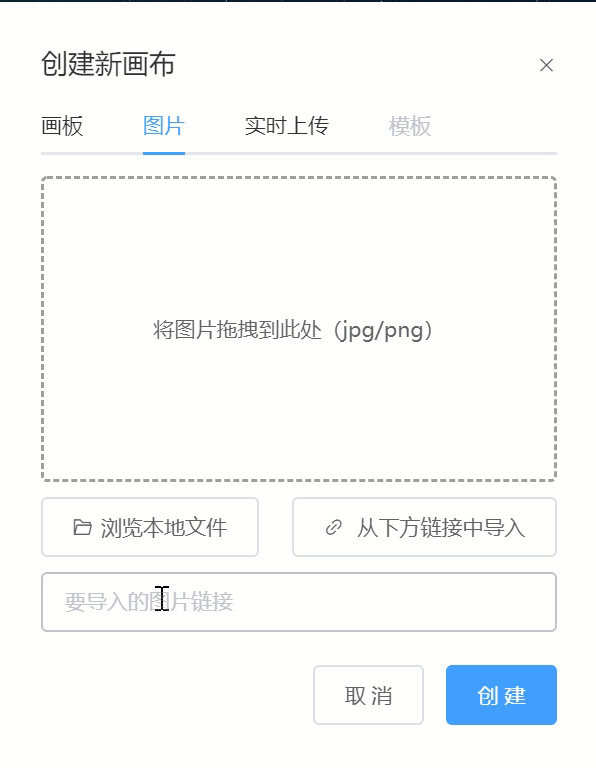 创建新画布
画板 图片 实时上传 模板
将图片拖拽到此处（jpg/png）
浏览本地文件 从下方链接中导入
要导入的图片链接
取消 创建